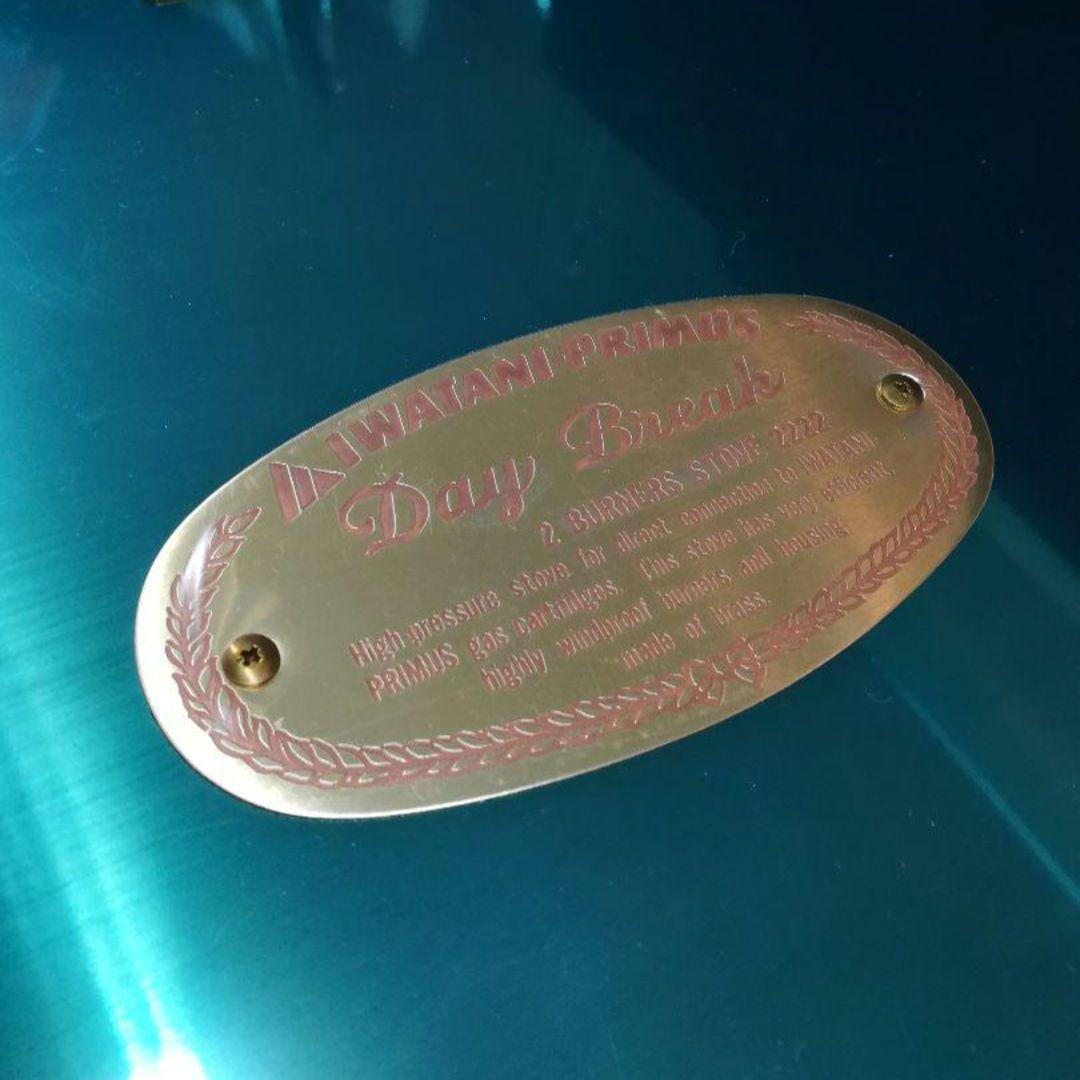 IWATANI-PRIMUS
Day Break
2 BURNERS STOVE 2222
High-pressure stove for direct connection to IWATANI-
PRIMUS gas cartridges. This stove has very efficient,
highly windproof burners and housing
made of brass.